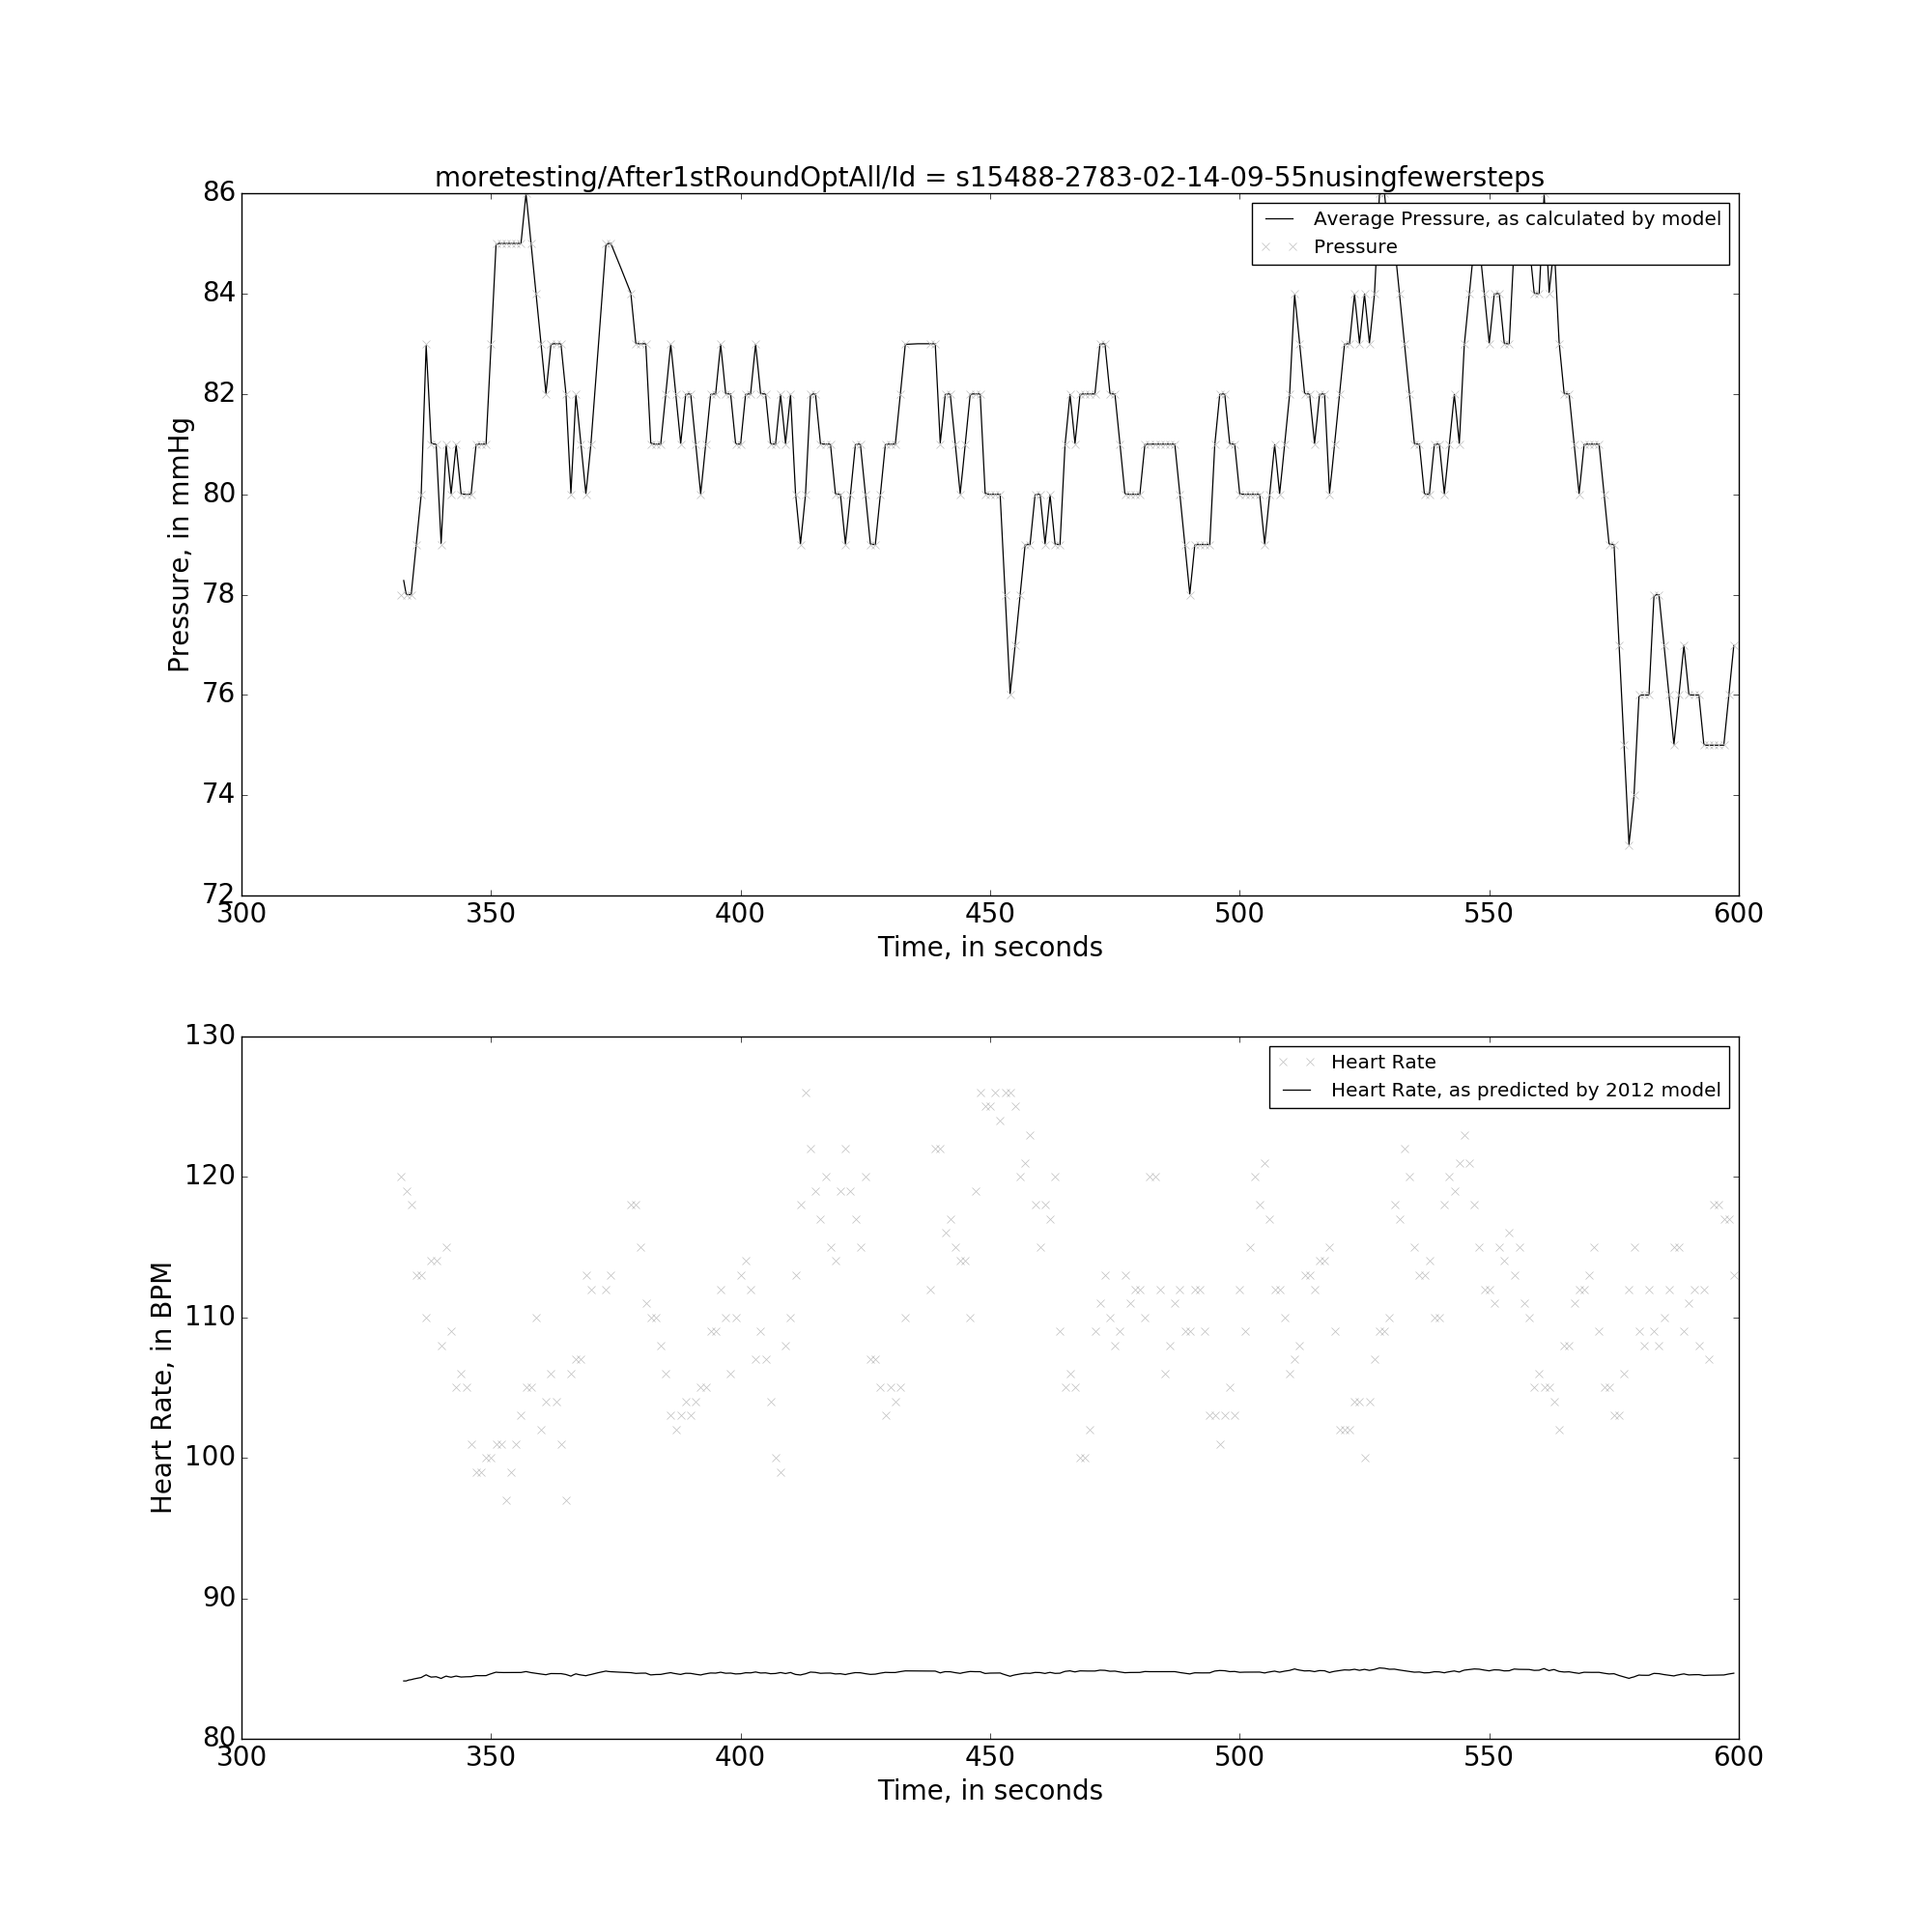 moretesting/After1stRoundOptAll/Id = s15488-2783-02-14-09-55nusingfewersteps
86
84
82
80
78
76
74
72
Pressure, in mmHg
Average Pressure, as calculated by model
Pressure
300 350 400 450 500 550 600
Time, in seconds
130
120
110
100
90
80
Heart Rate, in BPM
Heart Rate
Heart Rate, as predicted by 2012 model
300 350 400 450 500 550 600
Time, in seconds